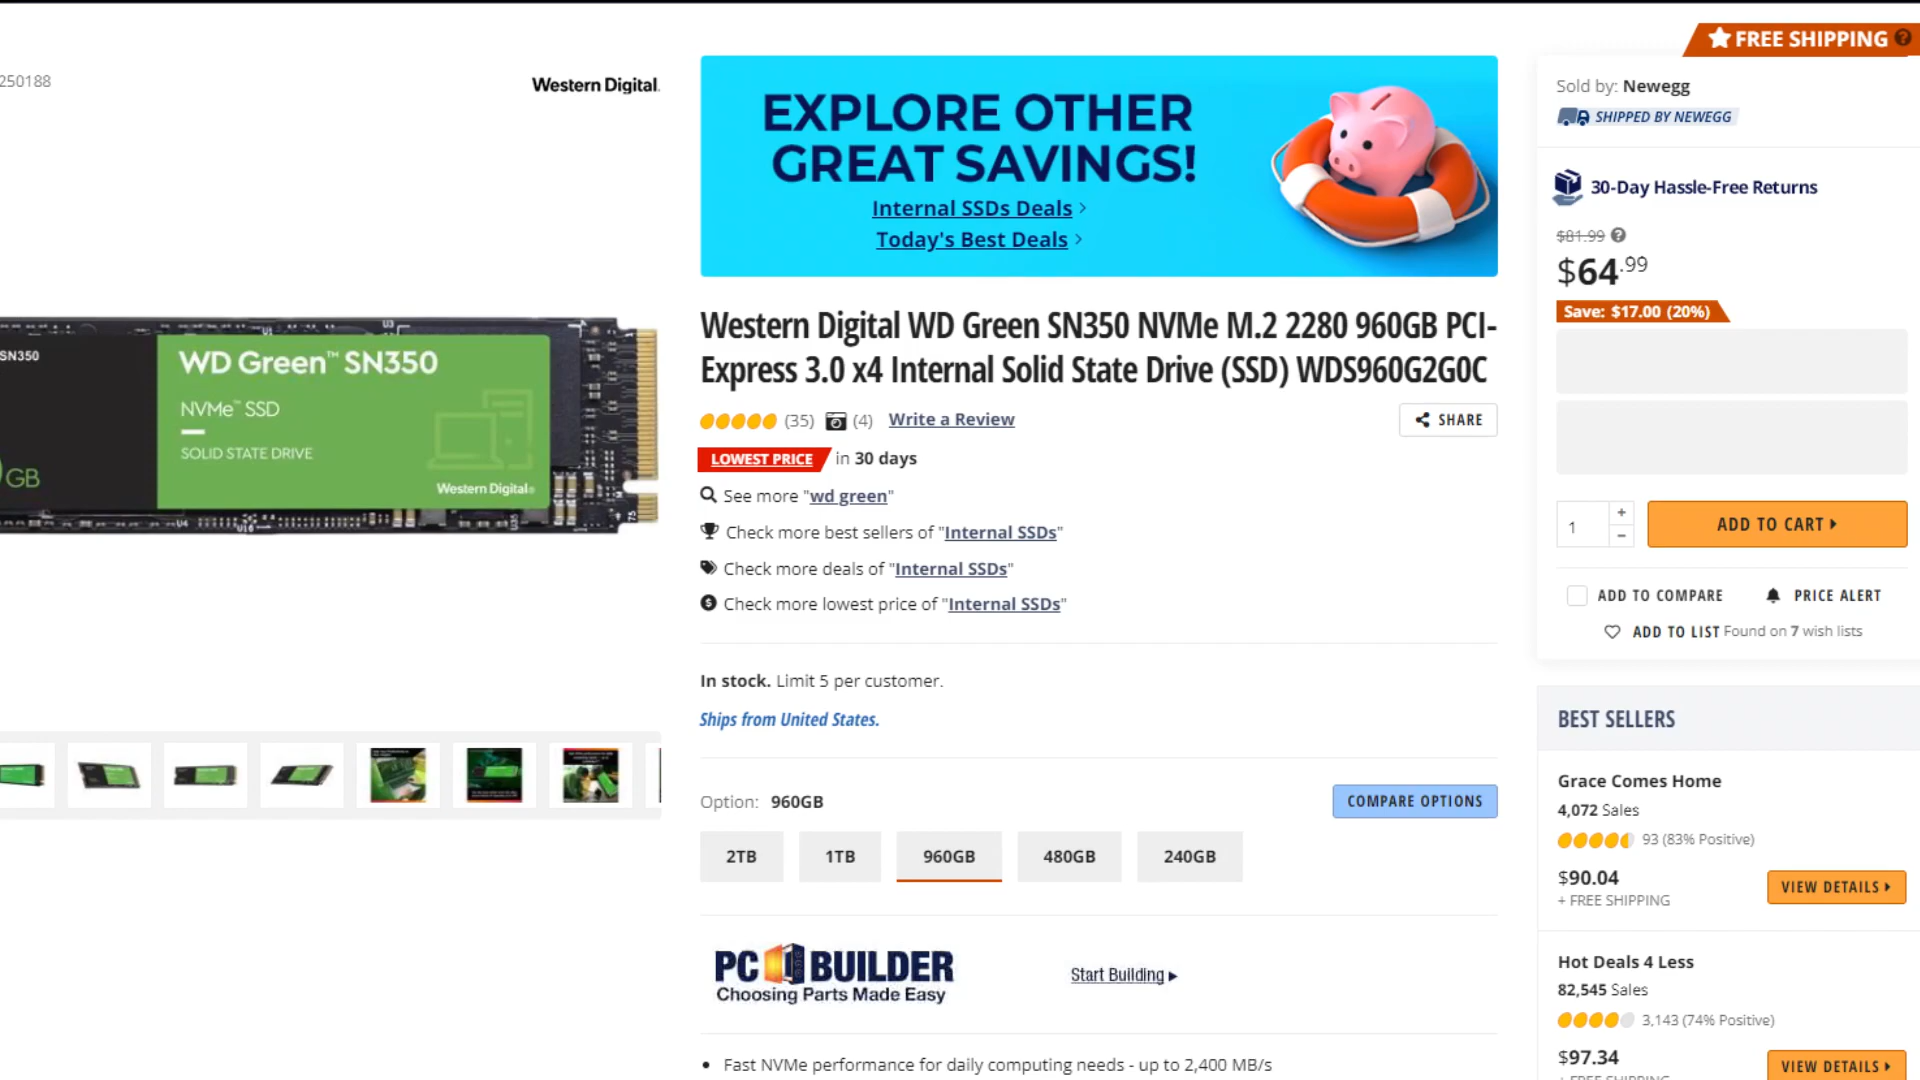 FREE SHIPPING
250188
Western Digital.
EXPLORE OTHER
GREAT SAVINGS!
Internal SSDs Deals
Today's Best Deals
Sold by: Newegg
SHIPPED BY NEWEGG
30-Day Hassle-Free Returns
$81.99
$64.99
Save: $17.00 (20%)
SN350
WD Green™ SN350
NVMe™ SSD
SOLID STATE DRIVE
GB
Western Digital®
U3
U4
U16
Western Digital WD Green SN350 NVMe M.2 2280 960GB PCI-
Express 3.0 x4 Internal Solid State Drive (SSD) WDS960G2G0C
(35) (4) Write a Review
SHARE
LOWEST PRICE in 30 days
See more "wd green"
Check more best sellers of "Internal SSDs"
Check more deals of "Internal SSDs"
Check more lowest price of "Internal SSDs"
1
+
−
ADD TO CART
ADD TO COMPARE
PRICE ALERT
ADD TO LIST Found on 7 wish lists
In stock. Limit 5 per customer.
Ships from United States.
Option: 960GB
COMPARE OPTIONS
2TB
1TB
960GB
480GB
240GB
PC BUILDER
Choosing Parts Made Easy
Start Building
• Fast NVMe performance for daily computing needs - up to 2,400 MB/s
BEST SELLERS
Grace Comes Home
4,072 Sales
93 (83% Positive)
$90.04
+ FREE SHIPPING
VIEW DETAILS
Hot Deals 4 Less
82,545 Sales
3,143 (74% Positive)
$97.34
+ FREE SHIPPING
VIEW DETAILS